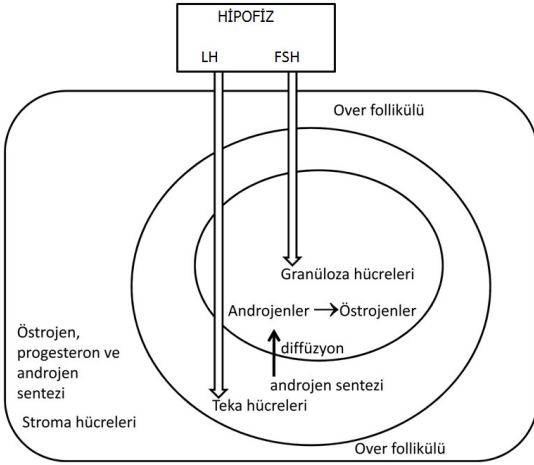 HİPOFİZ
LH FSH
Over follikülü
Granüloza hücreleri
Androjenler Östrojenler
diffüzyon
androjen sentezi
Teka hücreleri
Östrojen,
progesteron ve
androjen
sentezi
Stroma hücreleri
Over follikülü